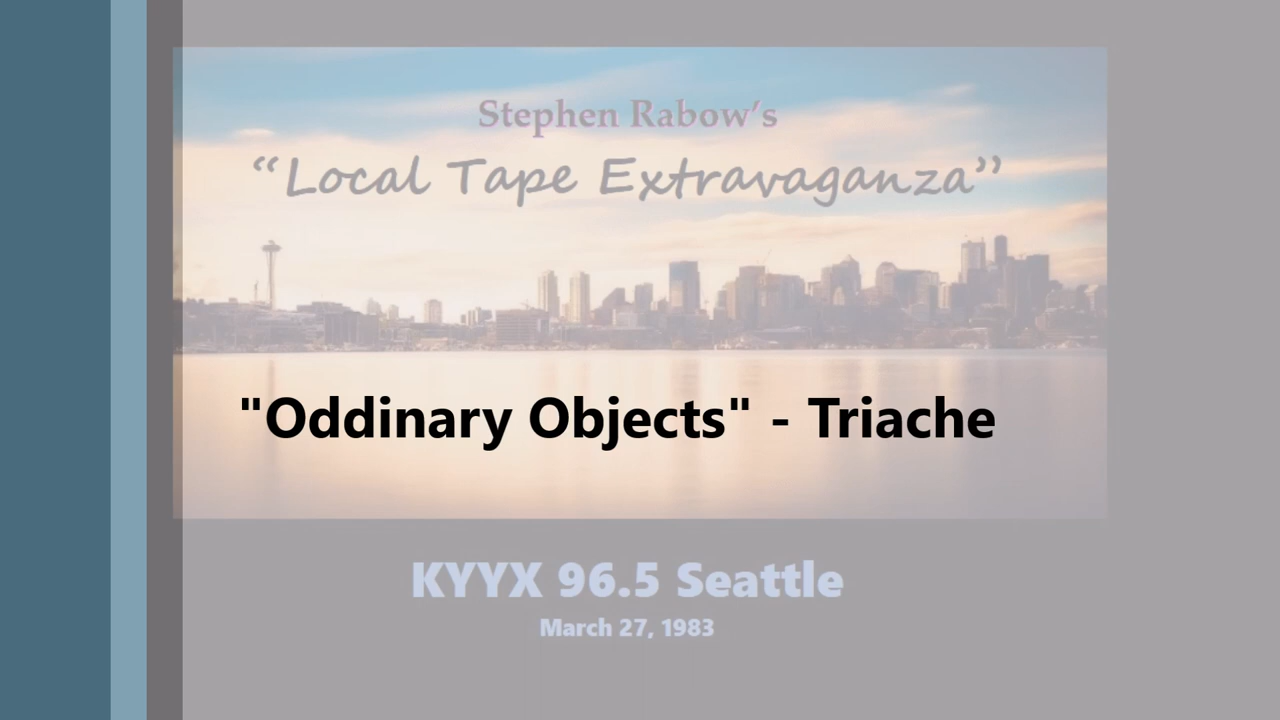 Stephen Rabow's
“Local Tape Extravaganza”
"Oddinary Objects" - Triache
KYYX 96.5 Seattle
March 27, 1983